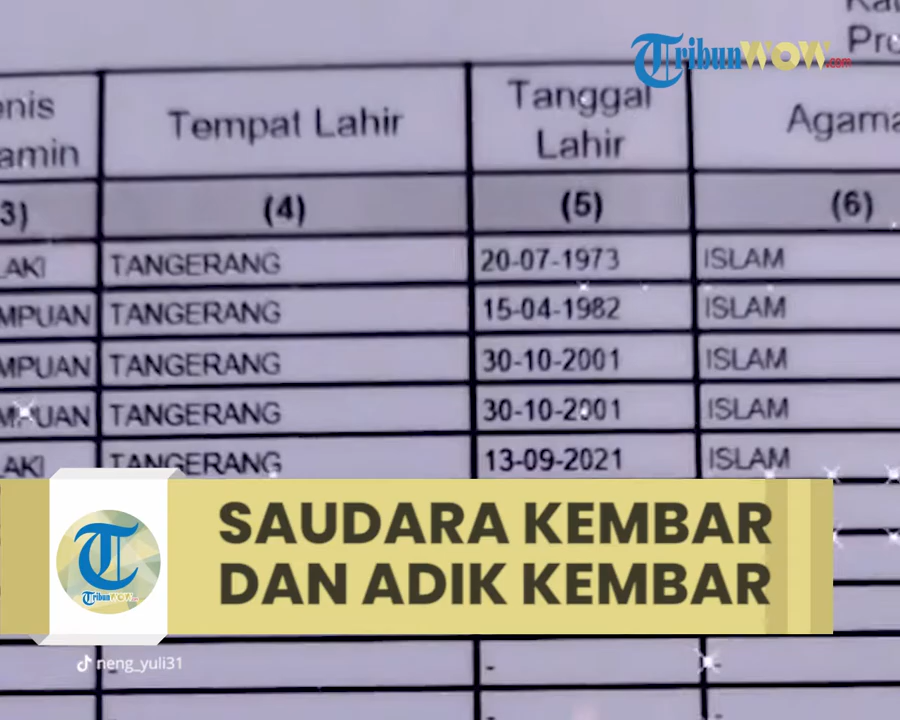 TribunWOW.com
Tempat Lahir
Tanggal
Lahir
(4)
(5)
(6)
TANGERANG 20-07-1973 ISLAM
TANGERANG 15-04-1982 ISLAM
TANGERANG 30-10-2001 ISLAM
TANGERANG 30-10-2001 ISLAM
TANGERANG 13-09-2021 ISLAM
SAUDARA KEMBAR
DAN ADIK KEMBAR
TribunWOW.com
neng_yuli31